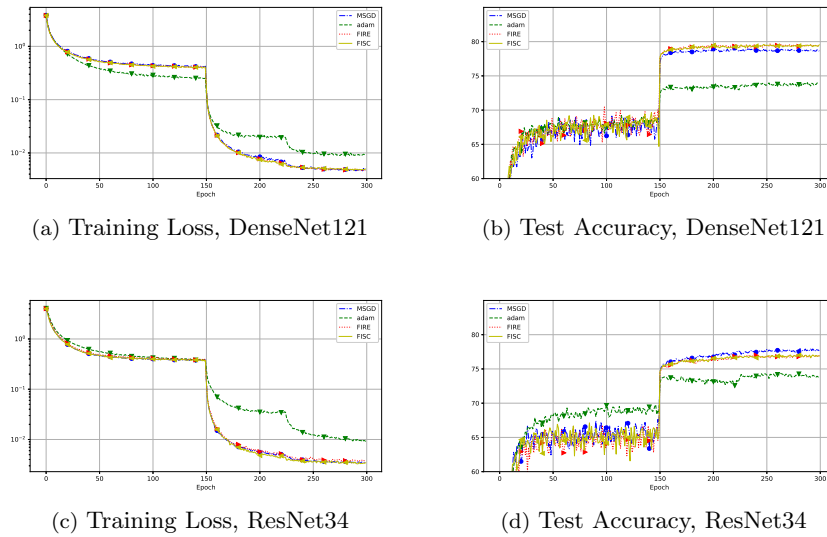 10⁰
10⁻¹
10⁻²
0 50 100 150 200 250 300
Epoch
MSGD
adam
FIRE
FISC
80
75
70
65
60
0 50 100 150 200 250 300
Epoch
MSGD
adam
FIRE
FISC
(a) Training Loss, DenseNet121
(b) Test Accuracy, DenseNet121
10⁰
10⁻¹
10⁻²
0 50 100 150 200 250 300
Epoch
MSGD
adam
FIRE
FISC
80
75
70
65
60
0 50 100 150 200 250 300
Epoch
MSGD
adam
FIRE
FISC
(c) Training Loss, ResNet34
(d) Test Accuracy, ResNet34